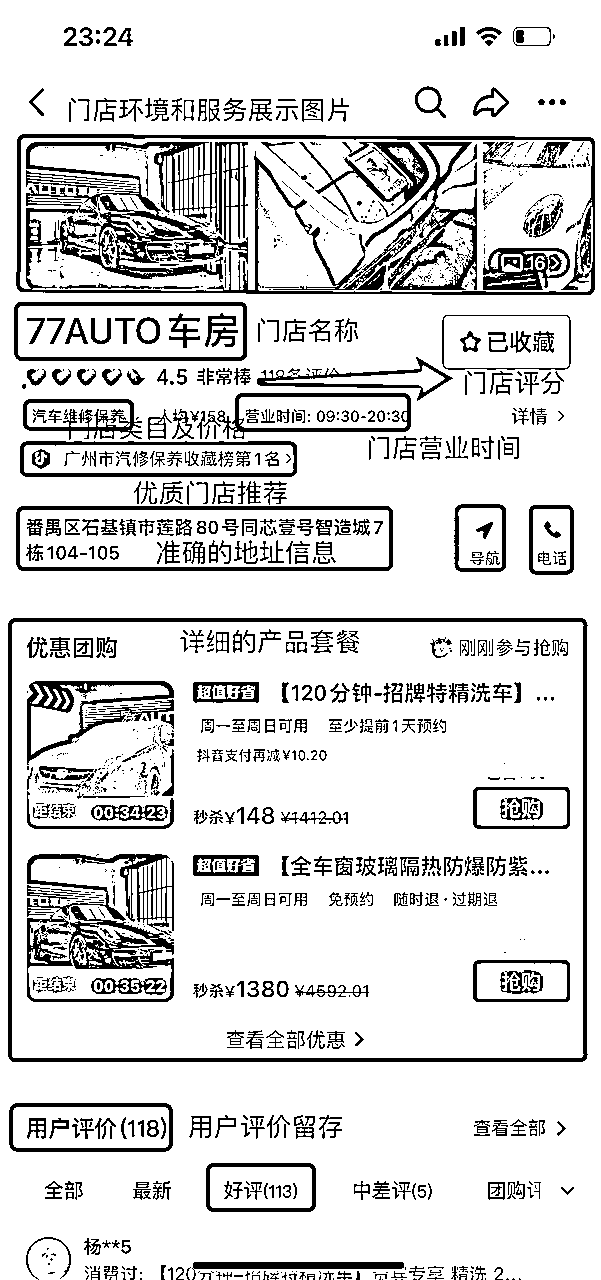 23:24
门店环境和服务展示图片
16
77AUTO车房 门店名称
已收藏
4.5 非常棒 118条评价
门店评分
汽车维修保养 人均¥158 营业时间: 09:30-20:30
详情
门店类目及价格
门店营业时间
广州市汽修保养收藏榜第1名
优质门店推荐
番禺区石基镇市莲路80号同芯壹号智造城7
栋104-105 准确的地址信息
导航 电话
优惠团购 详细的产品套餐 刚刚参与抢购
超值好省 【120分钟-招牌特精洗车】...
周一至周日可用 至少提前1天预约
抖音支付再减¥10.20
距结束 00:34:23
秒杀¥148 ¥1412.01
抢购
超值好省 【全车窗玻璃隔热防爆防紫...
周一至周日可用 免预约 随时退·过期退
距结束 00:35:22
秒杀¥1380 ¥4592.01
抢购
查看全部优惠
用户评价(118) 用户评价留存 查看全部
全部 最新 好评(113) 中差评(5) 团购评
杨**5
消费过: 【120分钟-招牌特精洗车】会员专享 精洗 2...